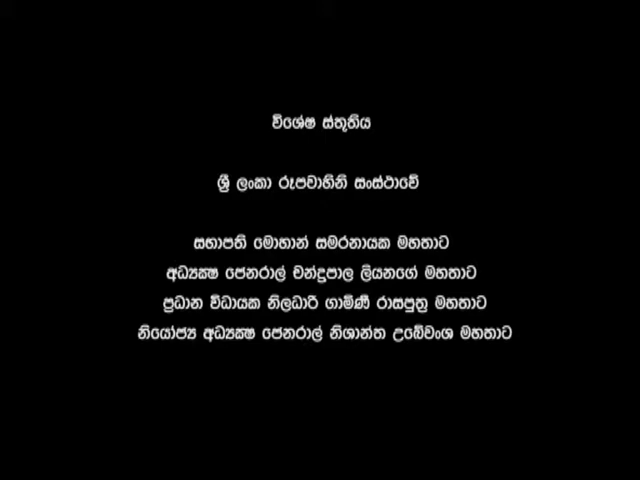 විශේෂ ස්තූතිය
ශ්‍රී ලංකා රූපවාහිනී සංස්ථාවේ
සභාපති මොහාන් සමරනායක මහතාට
අධ්‍යක්‍ෂ ජෙනරාල් චන්ද්‍රපාල ලියනගේ මහතාට
ප්‍රධාන විධායක නිලධාරී ගාමිණී රාසපුත්‍ර මහතාට
නියෝජ්‍ය අධ්‍යක්‍ෂ ජෙනරාල් නිශාන්ත උබේවංශ මහතාට